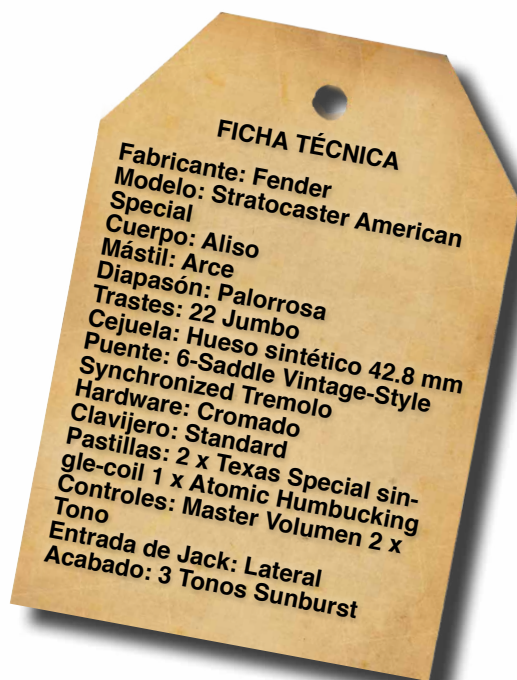 FICHA TÉCNICA
Fabricante: Fender
Modelo: Stratocaster American
Special
Cuerpo: Aliso
Mástil: Arce
Diapasón: Palorrosa
Trastes: 22 Jumbo
Cejuela: Hueso sintético 42.8 mm
Puente: 6-Saddle Vintage-Style
Synchronized Tremolo
Hardware: Cromado
Clavijero: Standard
Pastillas: 2 x Texas Special sin-
gle-coil 1 x Atomic Humbucking
Controles: Master Volumen 2 x
Tono
Entrada de Jack: Lateral
Acabado: 3 Tonos Sunburst